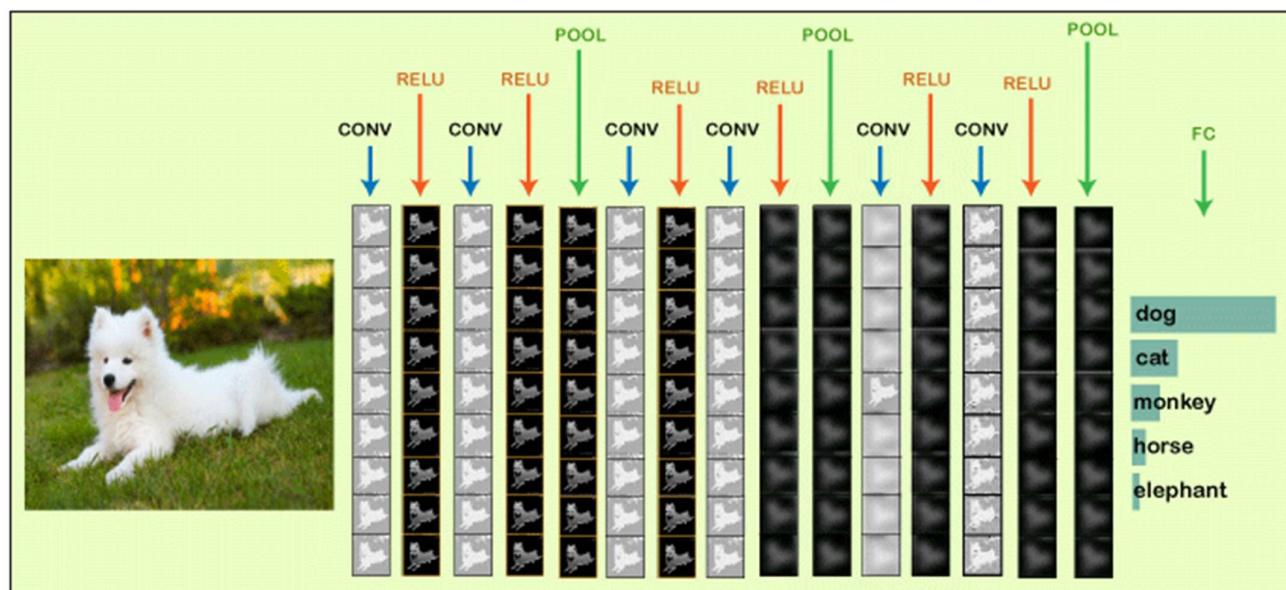 POOL
POOL
POOL
RELU
RELU
RELU
RELU
RELU
RELU
CONV
CONV
CONV
CONV
CONV
CONV
FC
dog
cat
monkey
horse
elephant